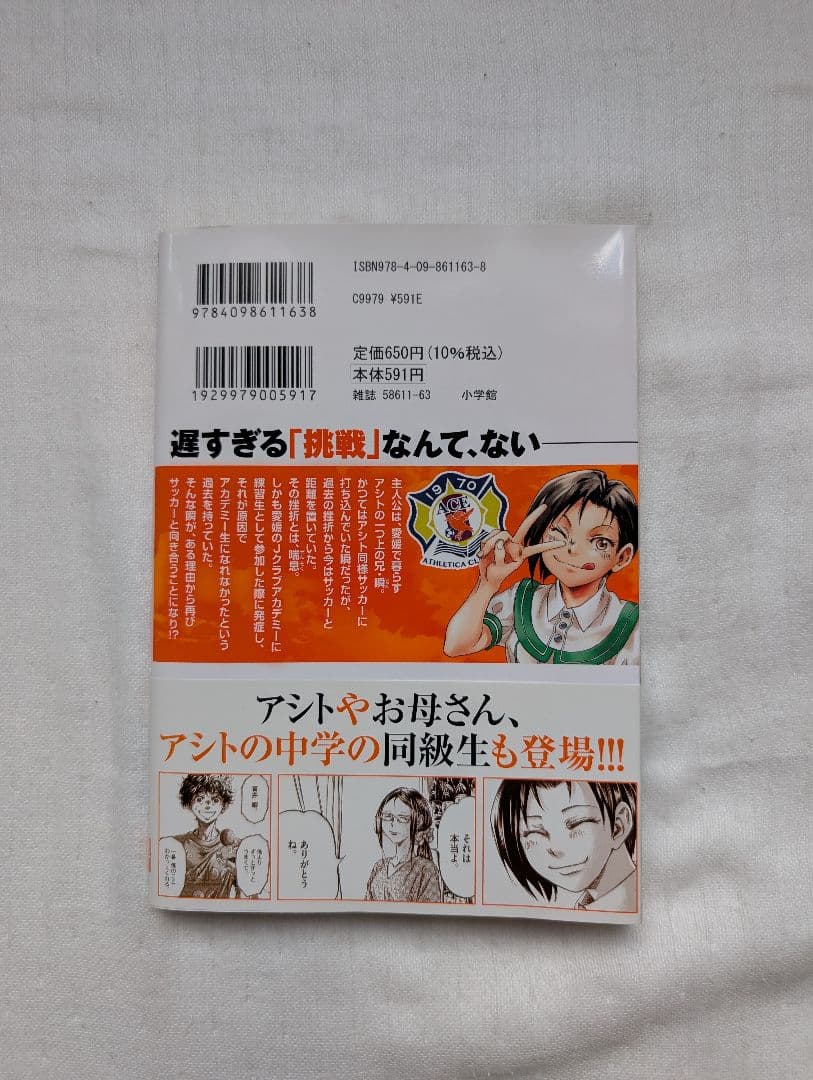 ISBN978-4-09-861163-8
C9979 ¥591E
9784098611638
定価650円(10%税込)
本体591円
雑誌 58611-63 小学館
1929979005917
遅すぎる「挑戦」なんて、ない
主人公は、愛媛で暮らす
アシトの一つ上の兄・瞬。
かつてはアシト同様サッカーに
打ち込んでいた瞬だったが、
過去の挫折から今はサッカーと
距離を置いていた。
その挫折とは、喘息。
しかも愛媛のJクラブアカデミーに
練習生として参加した際に発症し、
それが原因で
アカデミー生になれなかったという
過去を持っていた。
そんな瞬が、ある理由から再び
サッカーと向き合うことになり!?
1970
ACE
ATHLETICA CLU
アシトやお母さん、
アシトの中学の同級生も登場!!!
それは
本当よ。
ありがとう
ね。